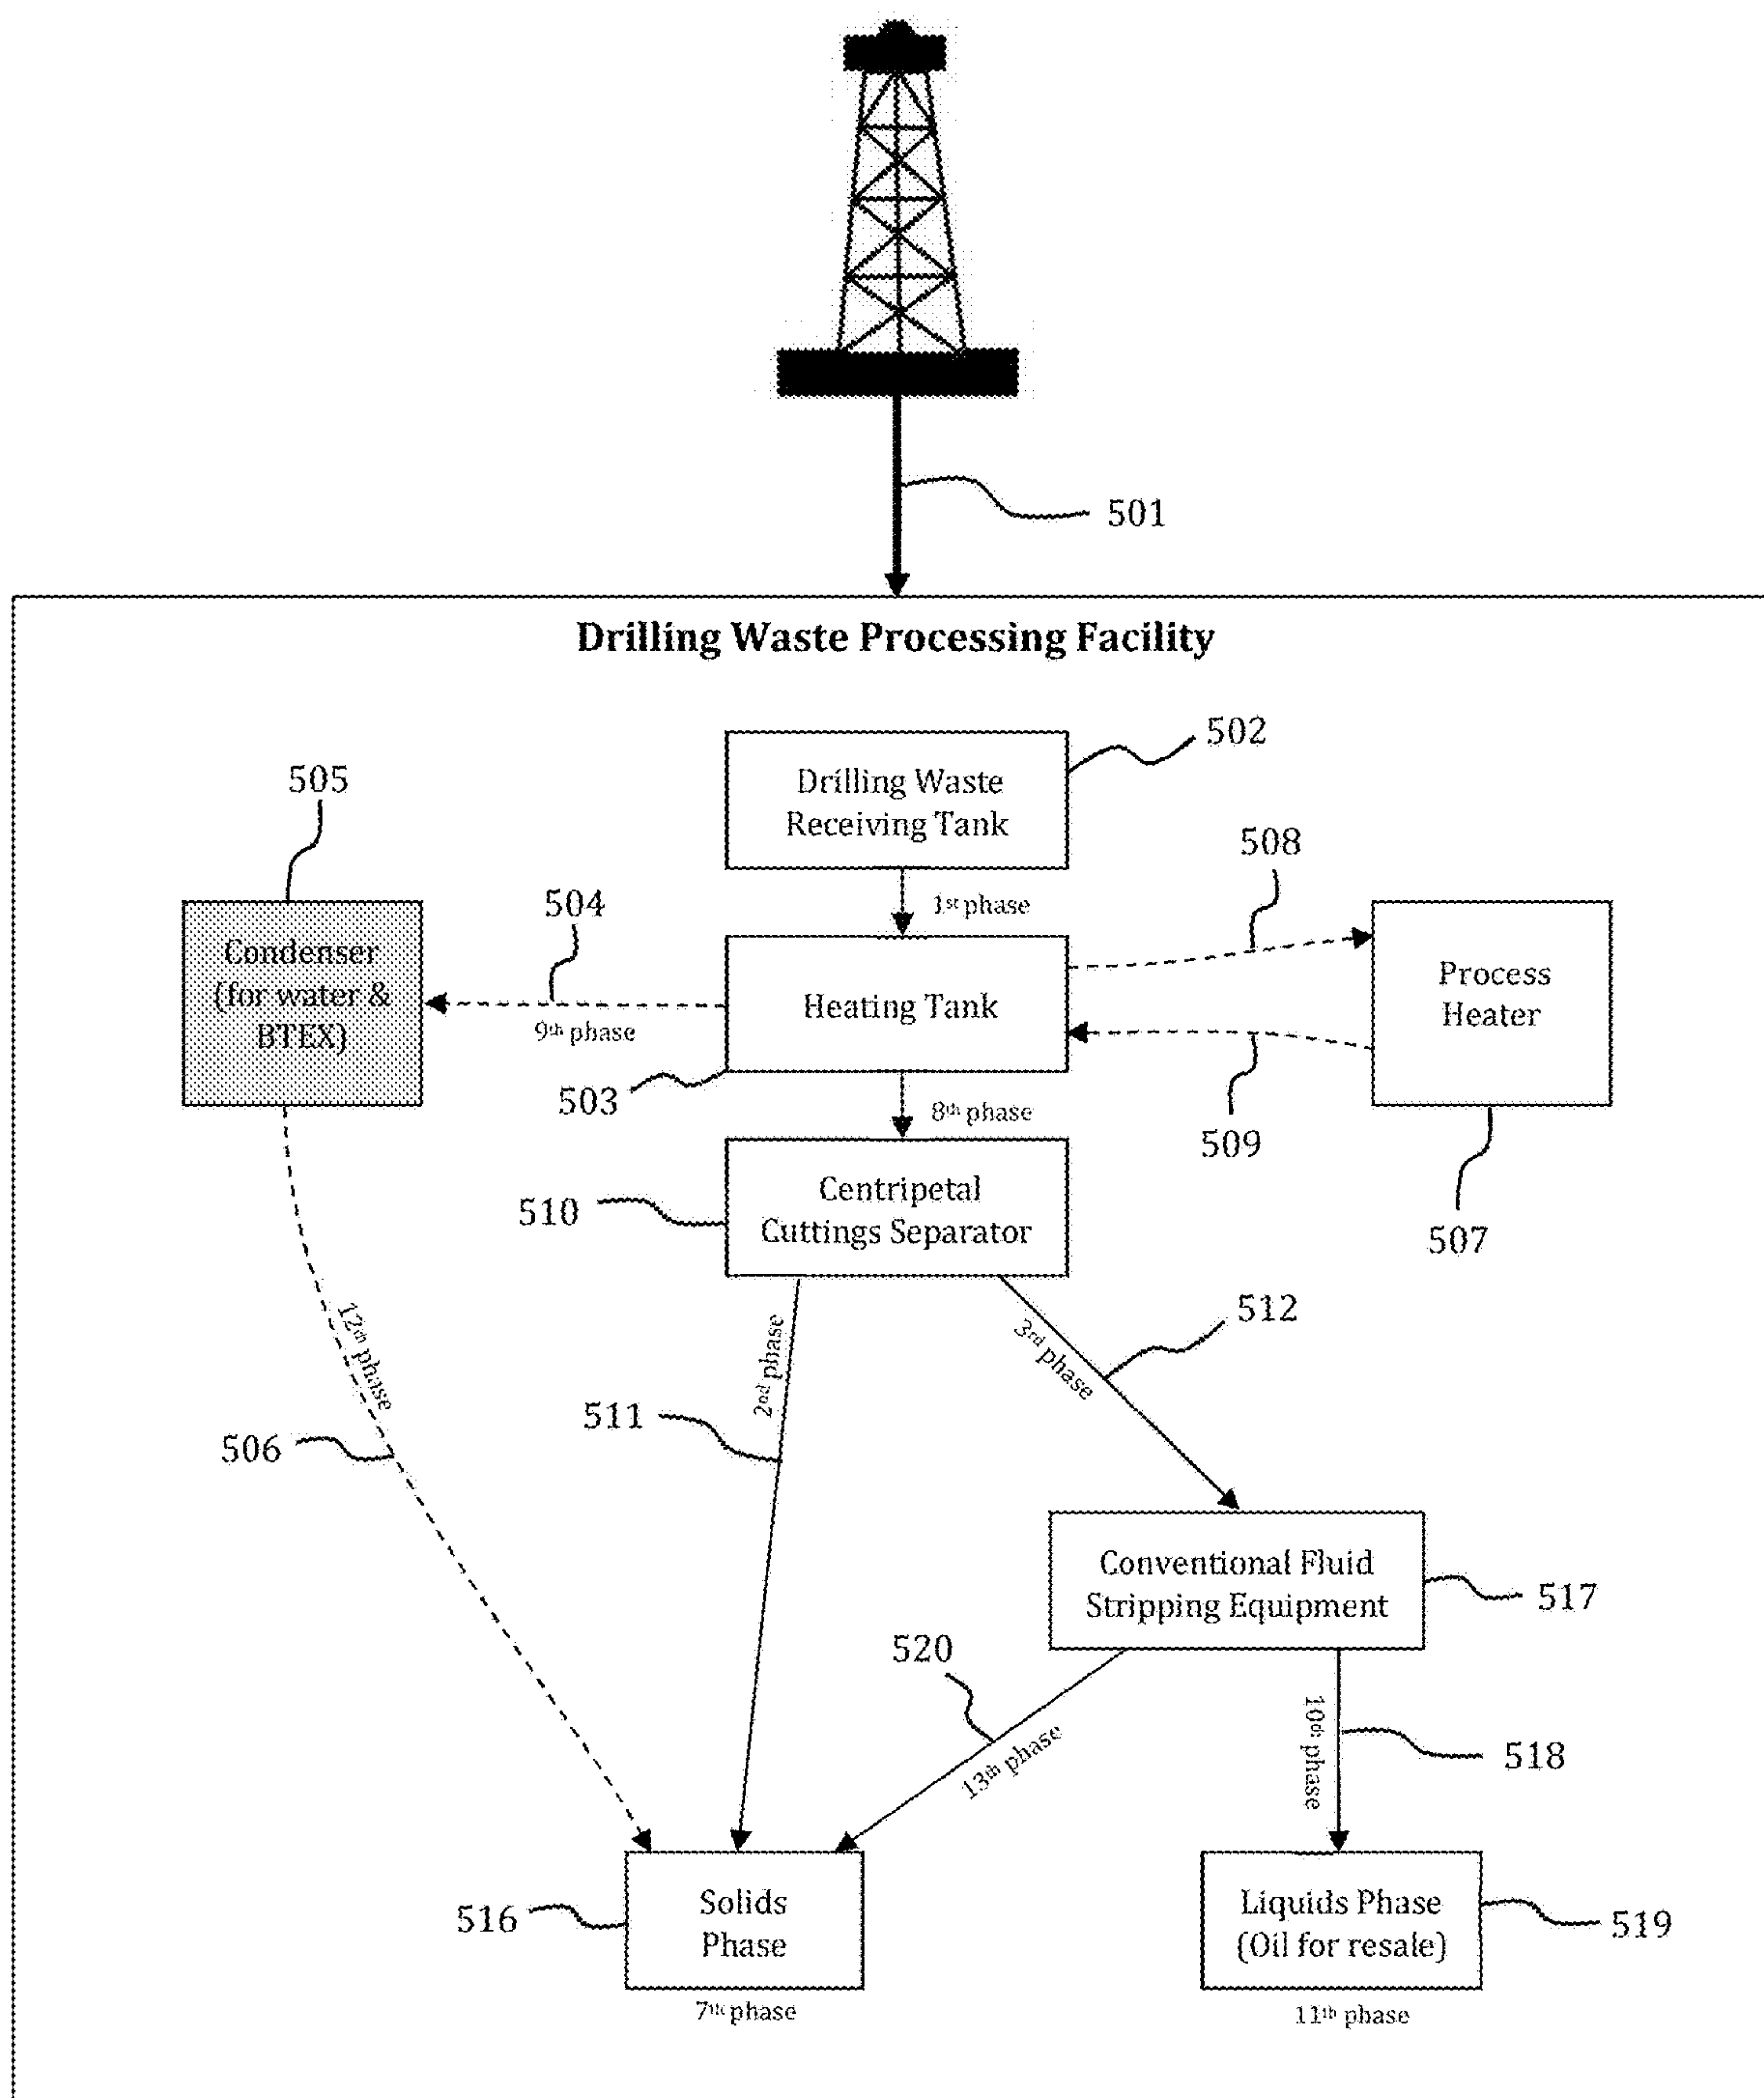 501
Drilling Waste Processing Facility
502
Drilling Waste
Receiving Tank
505
508
504
1st phase
Condenser
(for water &
BTEX)
9th phase
Heating Tank
Process
Heater
503
8th phase
509
510
Centripetal
Cuttings Separator
507
512
12th phase
2nd phase
3rd phase
511
506
Conventional Fluid
Stripping Equipment
517
520
13th phase
10th phase
518
516
Solids
Phase
Liquids Phase
(Oil for resale)
519
7th phase
11th phase